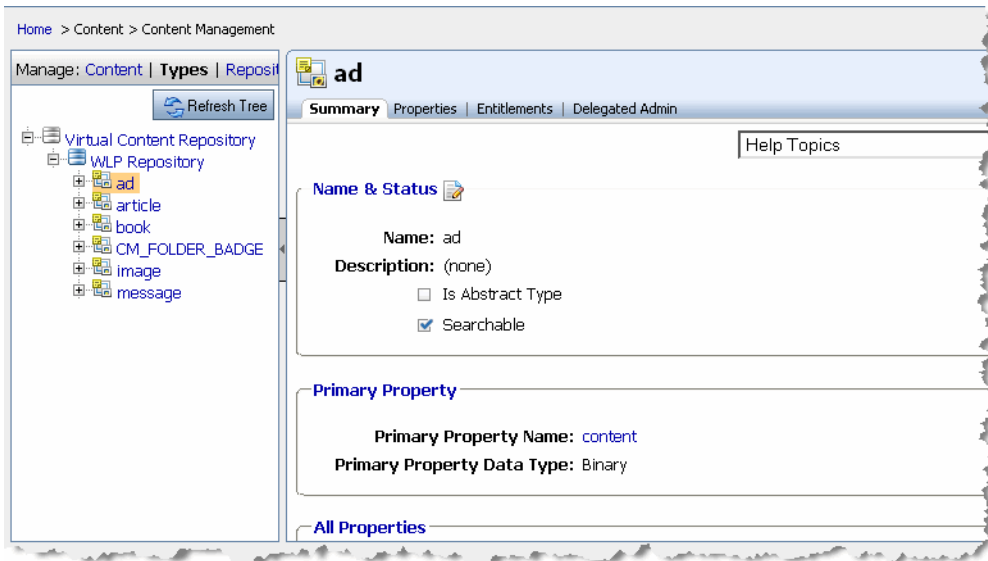 Home > Content > Content Management
Manage: Content | Types | Reposit
Refresh Tree
Virtual Content Repository
WLP Repository
ad
article
book
CM_FOLDER_BADGE
image
message
ad
Summary Properties | Entitlements | Delegated Admin
Help Topics
Name & Status
Name: ad
Description: (none)
Is Abstract Type
Searchable
Primary Property
Primary Property Name: content
Primary Property Data Type: Binary
All Properties